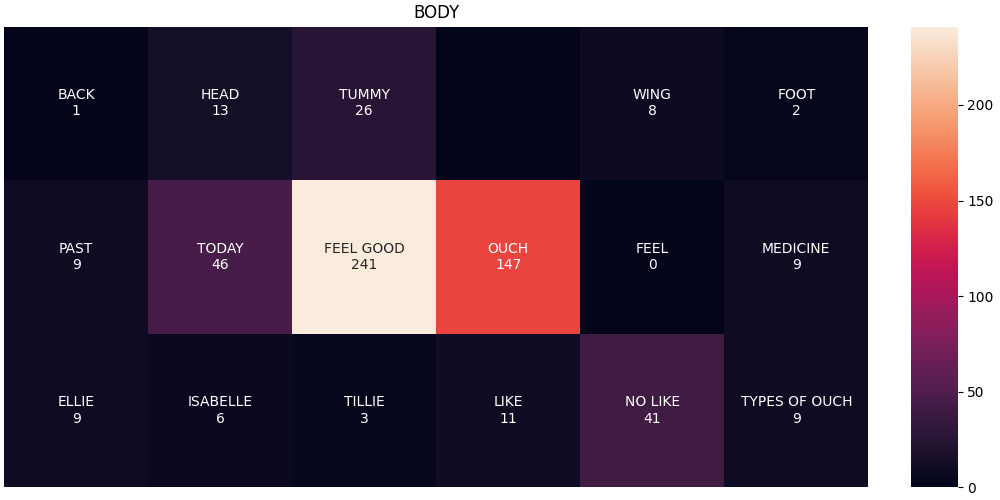 BODY
BACK
1
HEAD
13
TUMMY
26
WING
8
FOOT
2
PAST
9
TODAY
46
FEEL GOOD
241
OUCH
147
FEEL
0
MEDICINE
9
ELLIE
9
ISABELLE
6
TILLIE
3
LIKE
11
NO LIKE
41
TYPES OF OUCH
9
200
150
100
50
0